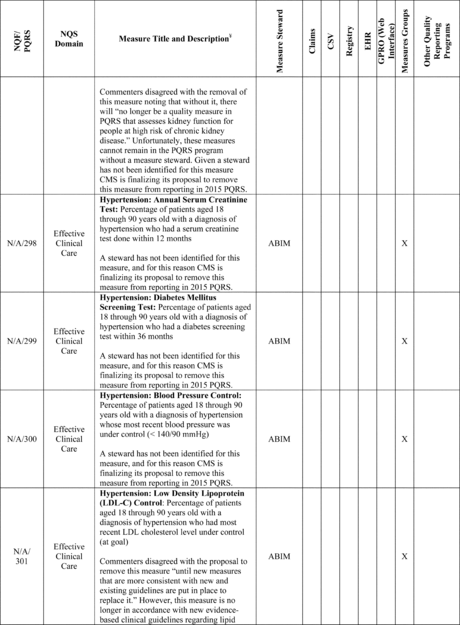 NQF/
PQRS
NQS
Domain
Measure Title and Description¥
Measure Steward
Claims
CSV
Registry
EHR
GPRO (Web
Interface)
Measures Groups
Other Quality
Reporting
Programs
Commenters disagreed with the removal of
this measure noting that without it, there
will "no longer be a quality measure in
PQRS that assesses kidney function for
people at high risk of chronic kidney
disease." Unfortunately, these measures
cannot remain in the PQRS program
without a measure steward. Given a steward
has not been identified for this measure
CMS is finalizing its proposal to remove
this measure from reporting in 2015 PQRS.
N/A/298
Effective
Clinical
Care
Hypertension: Annual Serum Creatinine
Test: Percentage of patients aged 18
through 90 years old with a diagnosis of
hypertension who had a serum creatinine
test done within 12 months
A steward has not been identified for this
measure, and for this reason CMS is
finalizing its proposal to remove this
measure from reporting in 2015 PQRS.
ABIM
X
N/A/299
Effective
Clinical
Care
Hypertension: Diabetes Mellitus
Screening Test: Percentage of patients aged
18 through 90 years old with a diagnosis of
hypertension who had a diabetes screening
test within 36 months
A steward has not been identified for this
measure, and for this reason CMS is
finalizing its proposal to remove this
measure from reporting in 2015 PQRS.
ABIM
X
N/A/300
Effective
Clinical
Care
Hypertension: Blood Pressure Control:
Percentage of patients aged 18 through 90
years old with a diagnosis of hypertension
whose most recent blood pressure was
under control (< 140/90 mmHg)
A steward has not been identified for this
measure, and for this reason CMS is
finalizing its proposal to remove this
measure from reporting in 2015 PQRS.
ABIM
X
N/A/
301
Effective
Clinical
Care
Hypertension: Low Density Lipoprotein
(LDL-C) Control: Percentage of patients
aged 18 through 90 years old with a
diagnosis of hypertension who had most
recent LDL cholesterol level under control
(at goal)
Commenters disagreed with the proposal to
remove this measure "until new measures
that are more consistent with new and
existing guidelines are put in place to
replace it." However, this measure is no
longer in accordance with new evidence-
based clinical guidelines regarding lipid
ABIM
X